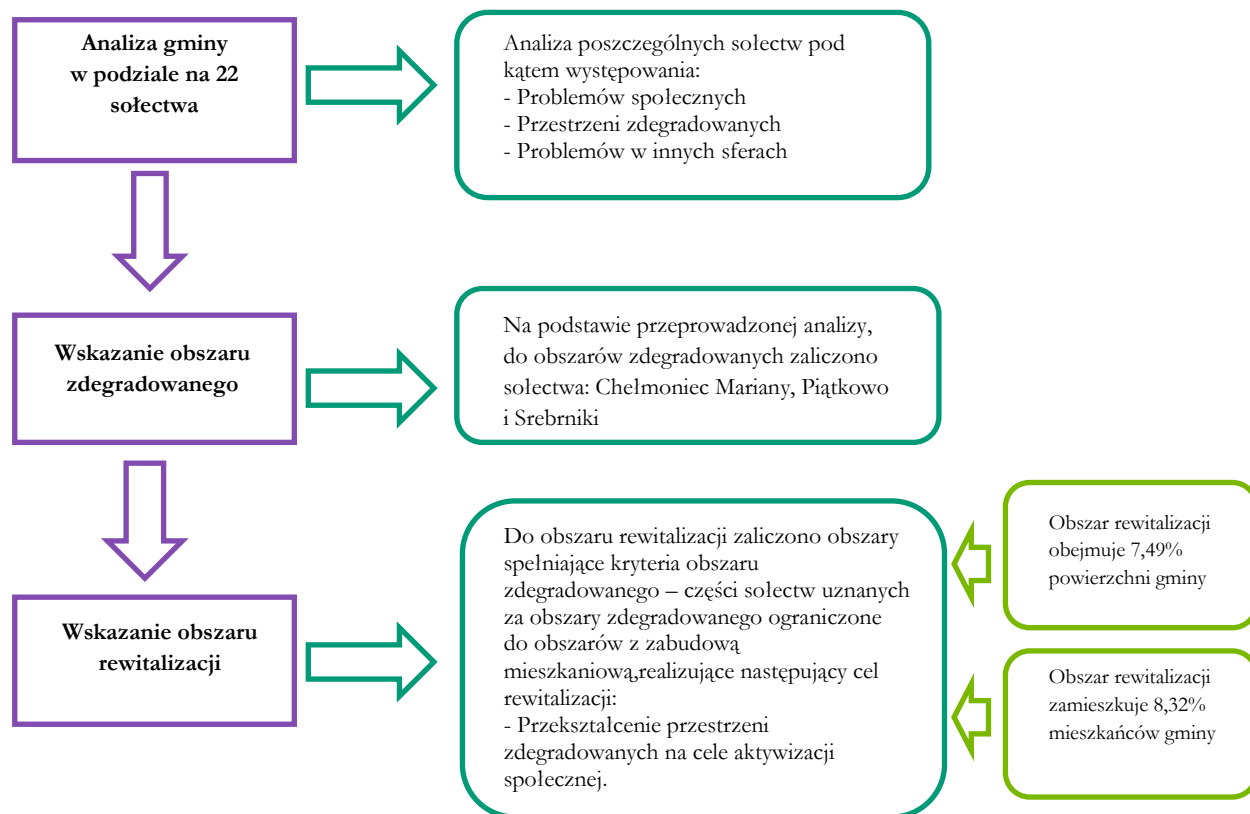 Analiza gminy
w podziale na 22
sołectwa
Analiza poszczególnych sołectw pod
kątem występowania:
- Problemów społecznych
- Przestrzeni zdegradowanych
- Problemów w innych sferach
Wskazanie obszaru
zdegradowanego
Na podstawie przeprowadzonej analizy,
do obszarów zdegradowanych zaliczono
sołectwa: Chełmoniec Mariany, Piątkowo
i Srebrniki
Wskazanie obszaru
rewitalizacji
Do obszaru rewitalizacji zaliczono obszary
spełniające kryteria obszaru
zdegradowanego – części sołectw uznanych
za obszary zdegradowanego ograniczone
do obszarów z zabudową
mieszkaniową,realizujące następujący cel
rewitalizacji:
- Przekształcenie przestrzeni
zdegradowanych na cele aktywizacji
społecznej.
Obszar rewitalizacji
obejmuje 7,49%
powierzchni gminy
Obszar rewitalizacji
zamieszkuje 8,32%
mieszkańców gminy